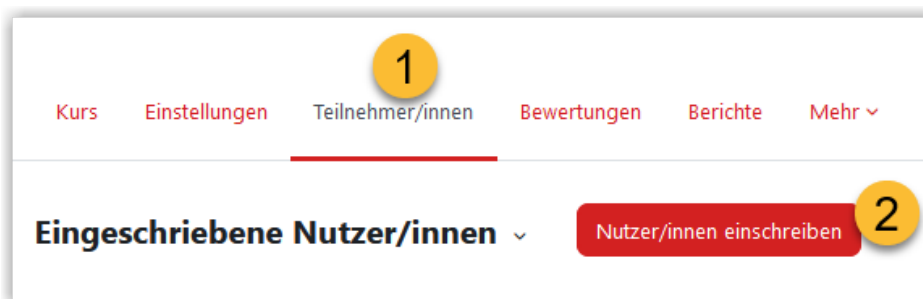 1
Kurs Einstellungen Teilnehmer/innen Bewertungen Berichte Mehr
Eingeschriebene Nutzer/innen Nutzer/innen einschreiben 2